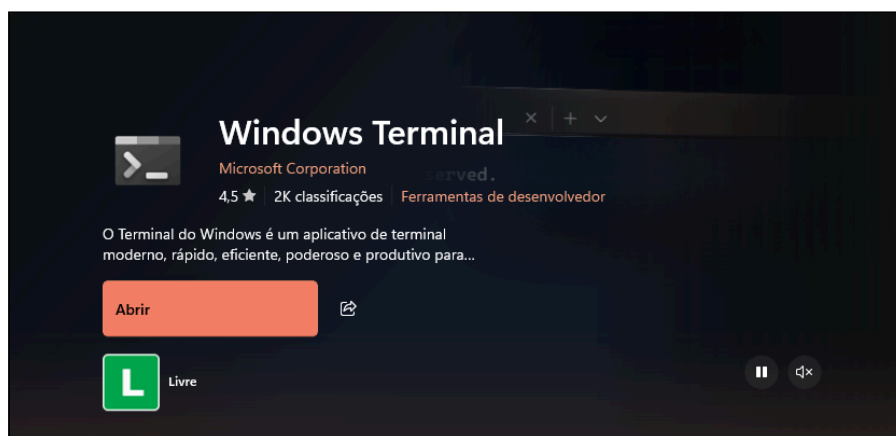 Windows Terminal
Microsoft Corporation
served.
4,5 ★ 2K classificações Ferramentas de desenvolvedor
O Terminal do Windows é um aplicativo de terminal
moderno, rápido, eficiente, poderoso e produtivo para...
Abrir
L Livre